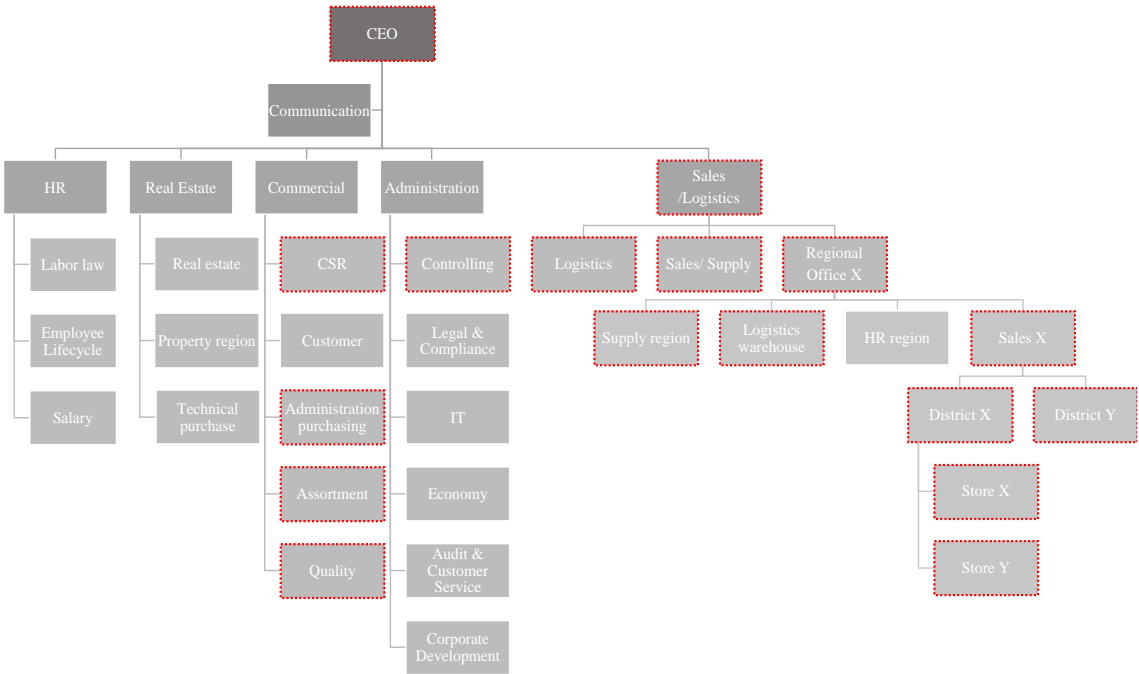 CEO
Communication
HR
Real Estate
Commercial
Administration
Sales
/Logistics
Labor law
Real estate
CSR
Controlling
Logistics
Sales/ Supply
Regional
Office X
Employee
Lifecycle
Property region
Customer
Legal &
Compliance
Supply region
Logistics
warehouse
HR region
Sales X
Salary
Technical
purchase
Administration
purchasing
IT
District X
District Y
Assortment
Economy
Store X
Quality
Audit &
Customer
Service
Store Y
Corporate
Development